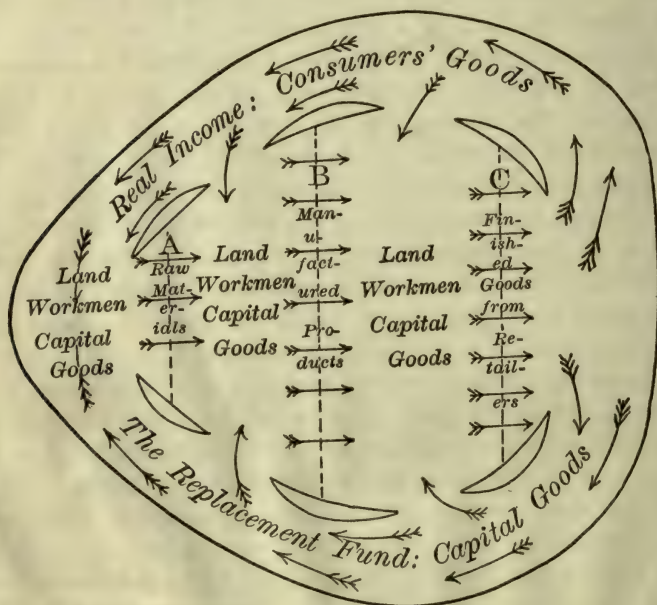 Real Income: Consumers' Goods
A
Raw
Mat-
er-
ials
B
Man-
u-
fact-
ured
Pro-
ducts
C
Fin-
ish-
ed
Goods
from
Re-
tail-
ers
Land
Workmen
Capital
Goods
Land
Workmen
Capital
Goods
Land
Workmen
Capital
Goods
The Replacement Fund: Capital Goods